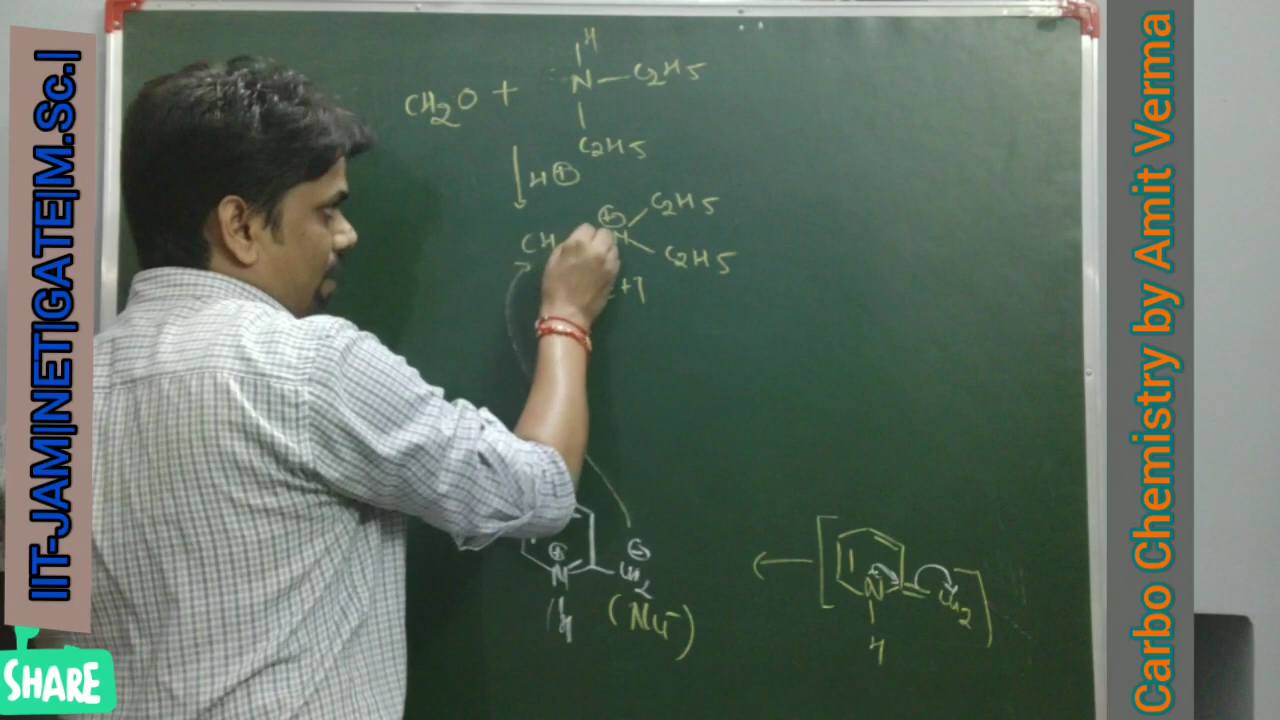 IIT-JAM|NET|GATE|M.Sc.|
H
CH2O + N — C2H5
C2H5
↓ H⊕
CH ⊕ N C2H5
C2H5
⊕
N
H
⊖
CH2
(Nu-)
← [
N
H
CH2 ]
SHARE
Carbo Chemistry by Amit Verma